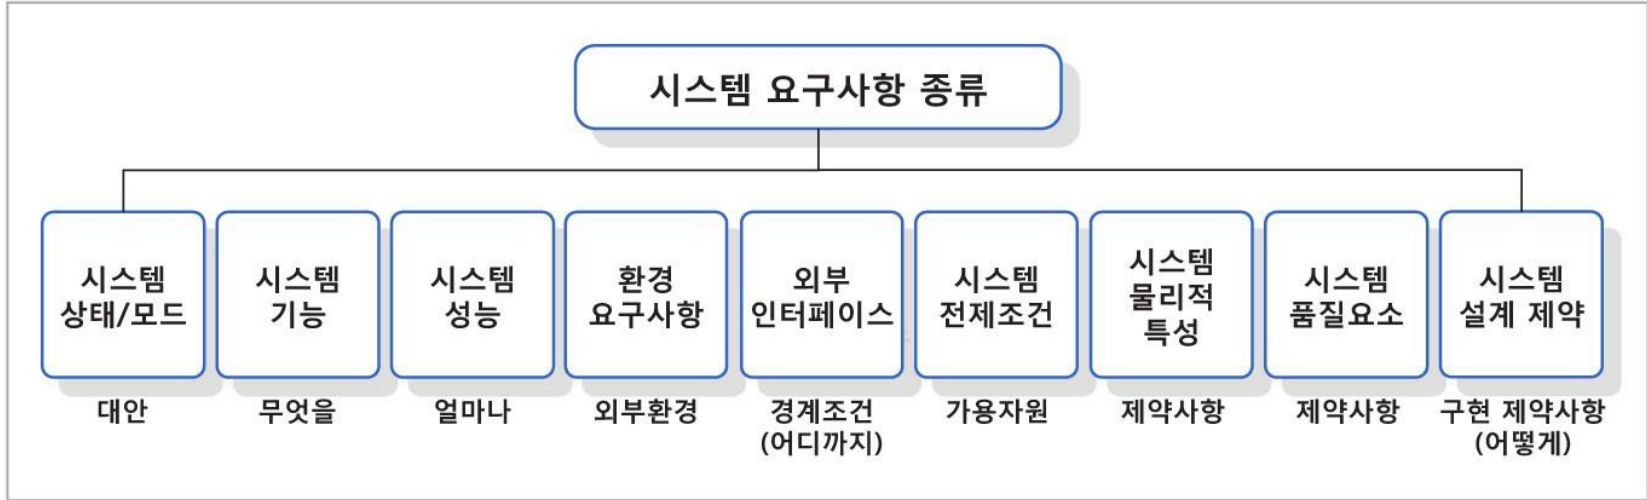 시스템 요구사항 종류
시스템
상태/모드
시스템
기능
시스템
성능
환경
요구사항
외부
인터페이스
시스템
전제조건
시스템
물리적
특성
시스템
품질요소
시스템
설계 제약
대안
무엇을
얼마나
외부환경
경계조건
(어디까지)
가용자원
제약사항
제약사항
구현 제약사항
(어떻게)